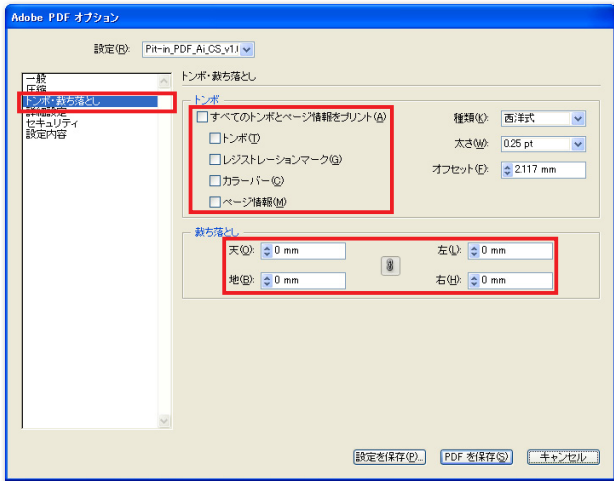 Adobe PDF オプション
設定(R): Pit-in_PDF_Ai_CS_v1.(
一般
圧縮
トンボ・裁ち落とし
詳細設定
セキュリティ
設定内容
トンボ・裁ち落とし
トンボ
すべてのトンボとページ情報をプリント(A)
トンボ(T)
レジストレーションマーク(G)
カラーバー(C)
ページ情報(M)
種類(K): 西洋式
太さ(W): 0.25 pt
オフセット(F): 2.117 mm
裁ち落とし
天(O): 0 mm 左(L): 0 mm
地(B): 0 mm 右(H): 0 mm
設定を保存(P)... PDF を保存(S) キャンセル